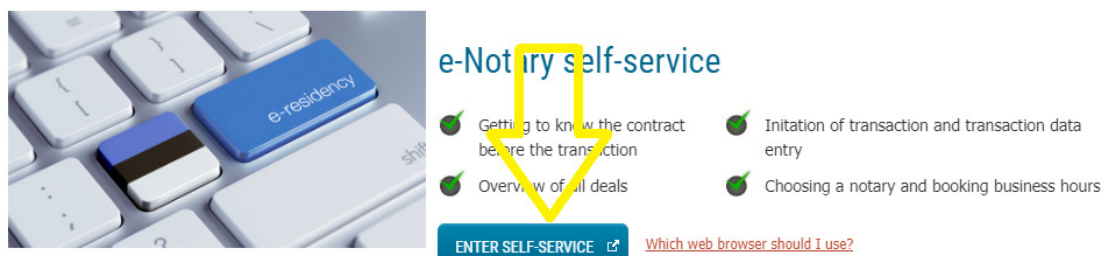 e-residency
shift
e-Notary self-service
Getting to know the contract
before the transaction
Initation of transaction and transaction data
entry
Overview of all deals
Choosing a notary and booking business hours
ENTER SELF-SERVICE
Which web browser should I use?